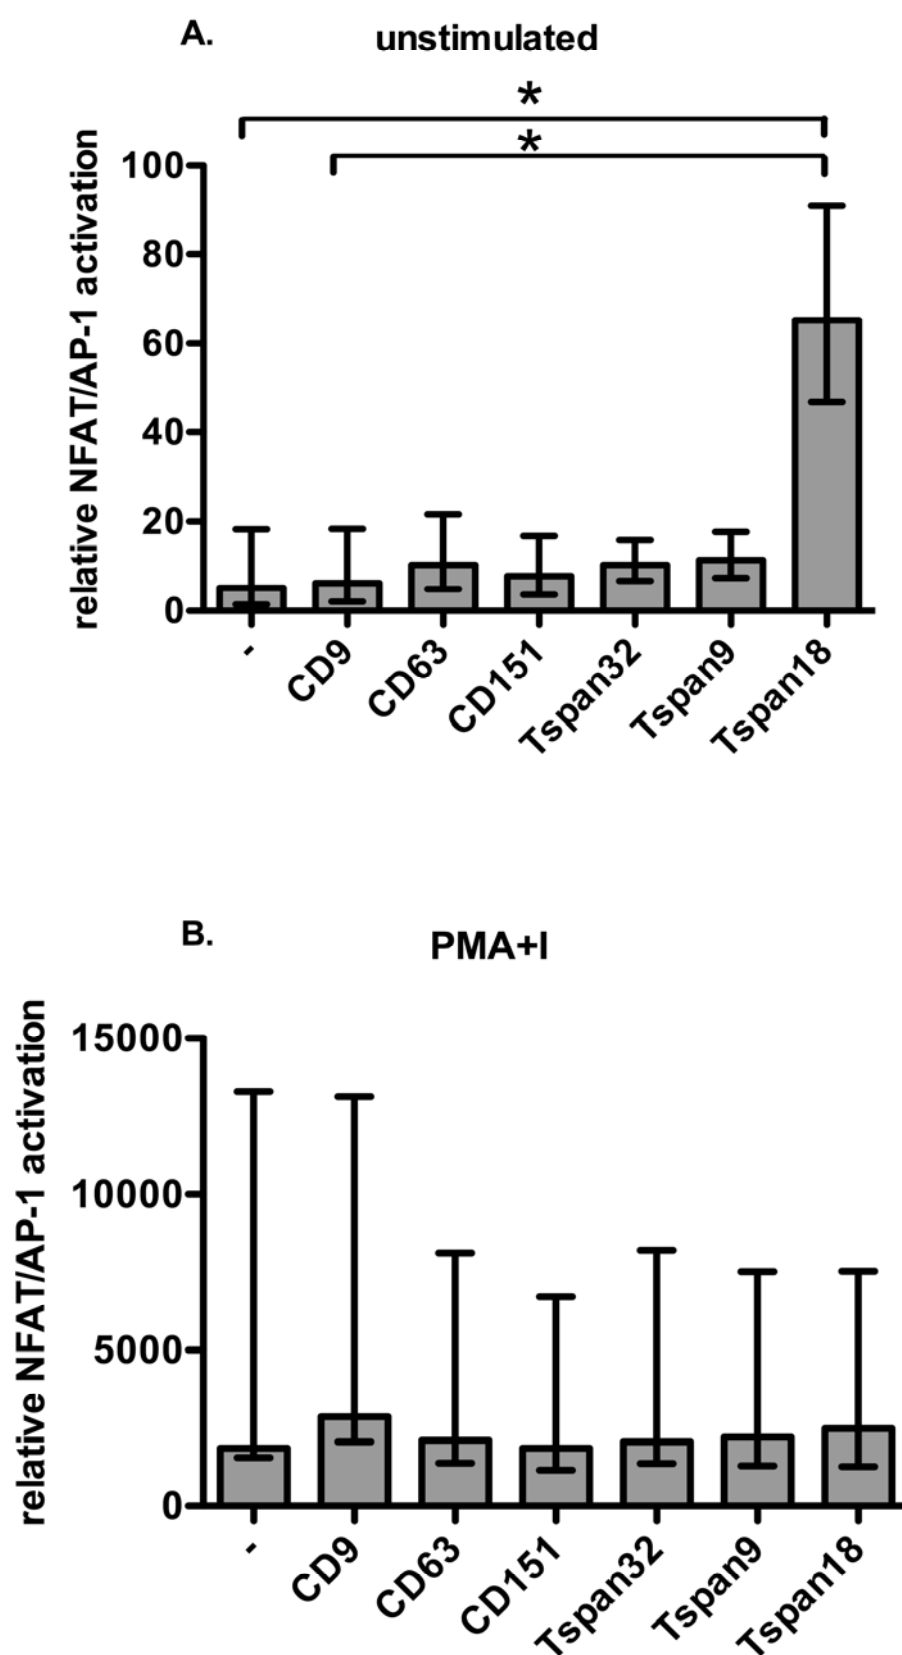 A.
unstimulated
*
*
relative NFAT/AP-1 activation
100
80
60
40
20
0
-
CD9
CD63
CD151
Tspan32
Tspan9
Tspan18
B.
PMA+I
relative NFAT/AP-1 activation
15000
10000
5000
0
-
CD9
CD63
CD151
Tspan32
Tspan9
Tspan18